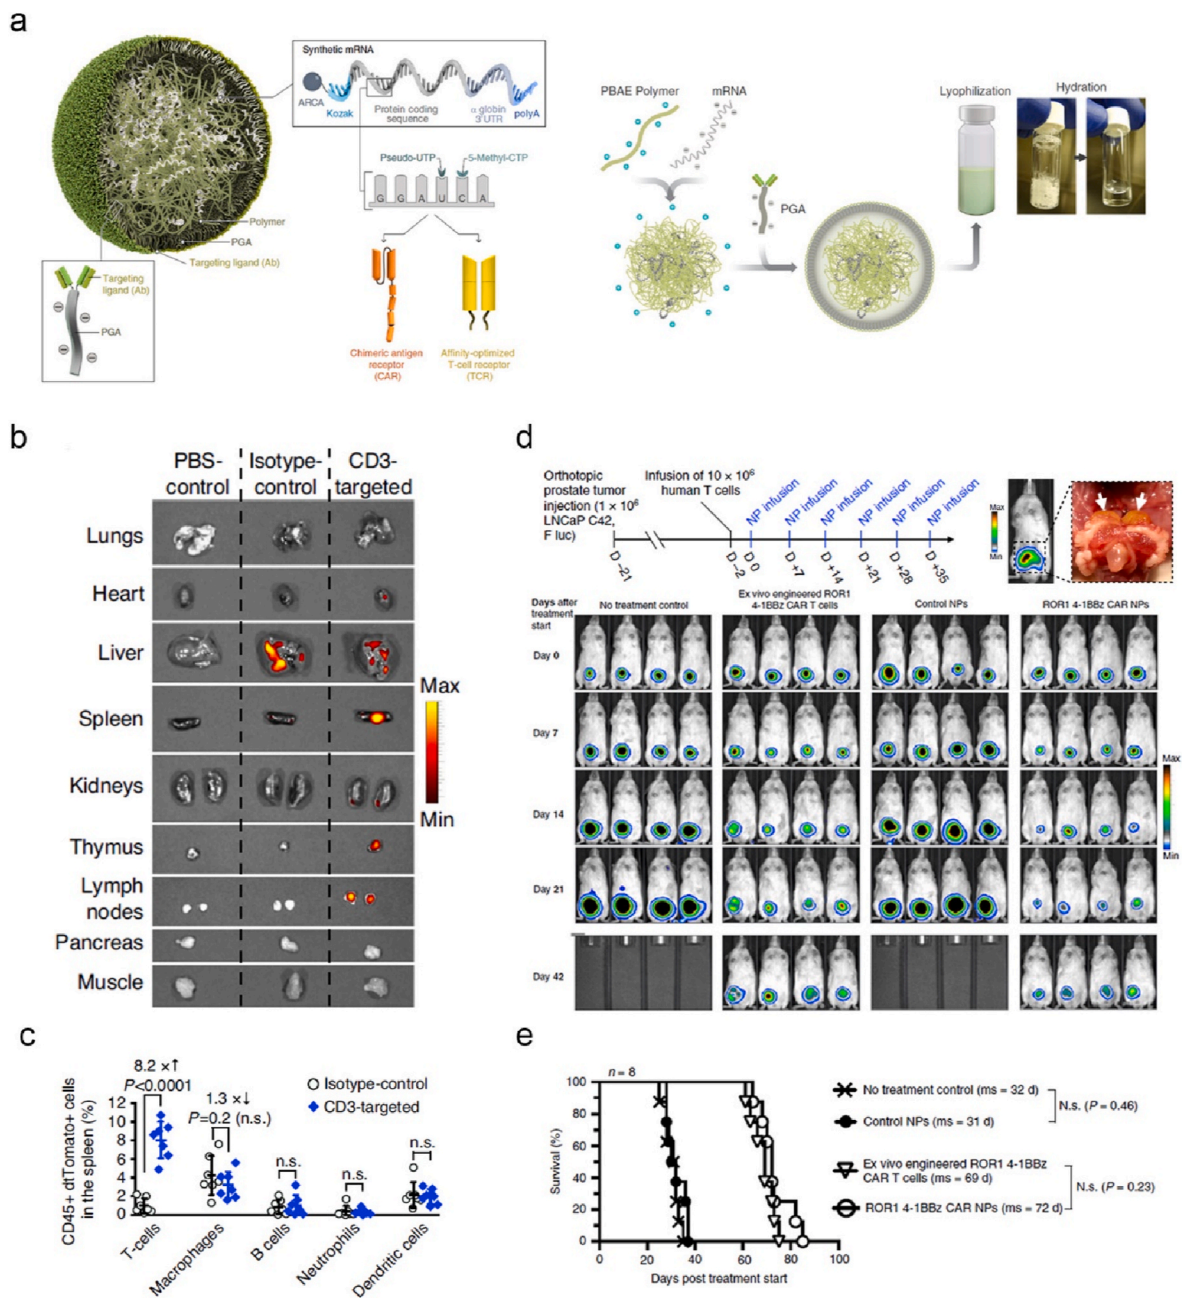 a
Synthetic mRNA
ARCA
Kozak
Protein coding
sequence
α globin
3'UTR
polyA
Pseudo-UTP
5-Methyl-CTP
G G A U C A
Polymer
PGA
Targeting ligand (Ab)
Targeting
ligand (Ab)
PGA
Chimeric antigen
receptor
(CAR)
Affinity-optimized
T-cell receptor
(TCR)
PBAE Polymer
mRNA
PGA
Lyophilization
Hydration
b
PBS-
control
Isotype-
control
CD3-
targeted
Lungs
Heart
Liver
Spleen
Kidneys
Thymus
Lymph
nodes
Pancreas
Muscle
Max
Min
c
8.2 ×↑
P<0.0001
1.3 ×↓
P=0.2 (n.s.)
n.s.
n.s.
n.s.
Isotype-control
CD3-targeted
CD45+ dtTomato+ cells
in the spleen (%)
12
10
8
6
4
2
0
T-cells
Macrophages
B cells
Neutrophils
Dendritic cells
d
Orthotopic
prostate tumor
injection (1 × 10⁶
LNCaP C42,
F luc)
Infusion of 10 × 10⁶
human T cells
NP infusion
NP infusion
NP infusion
NP infusion
NP infusion
NP infusion
D –21
D –2
D 0
D +7
D +14
D +21
D +28
D +35
Max
Min
Days after
treatment
start
No treatment control
Ex vivo engineered ROR1
4-1BBz CAR T cells
Control NPs
ROR1 4-1BBz CAR NPs
Day 0
Day 7
Day 14
Day 21
Day 42
Max
Min
e
n = 8
Survival (%)
100
80
60
40
20
0
0 20 40 60 80 100
Days post treatment start
No treatment control (ms = 32 d)
Control NPs (ms = 31 d)
N.s. (P = 0.46)
Ex vivo engineered ROR1 4-1BBz
CAR T cells (ms = 69 d)
ROR1 4-1BBz CAR NPs (ms = 72 d)
N.s. (P = 0.23)